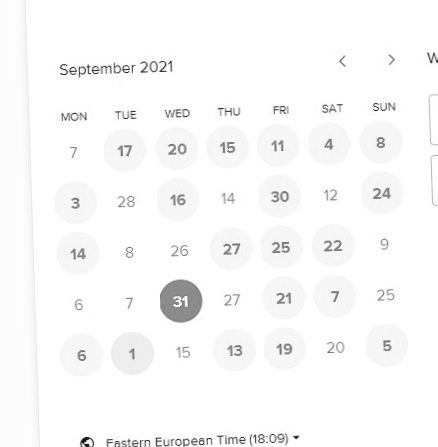 September 2021 < >
W
MON TUE WED THU FRI SAT SUN
7 17 20 15 11 4 8
3 28 16 14 30 12 24
14 8 26 27 25 22 9
6 7 31 27 21 7 25
6 1 15 13 19 20 5
Eastern European Time (18:09)